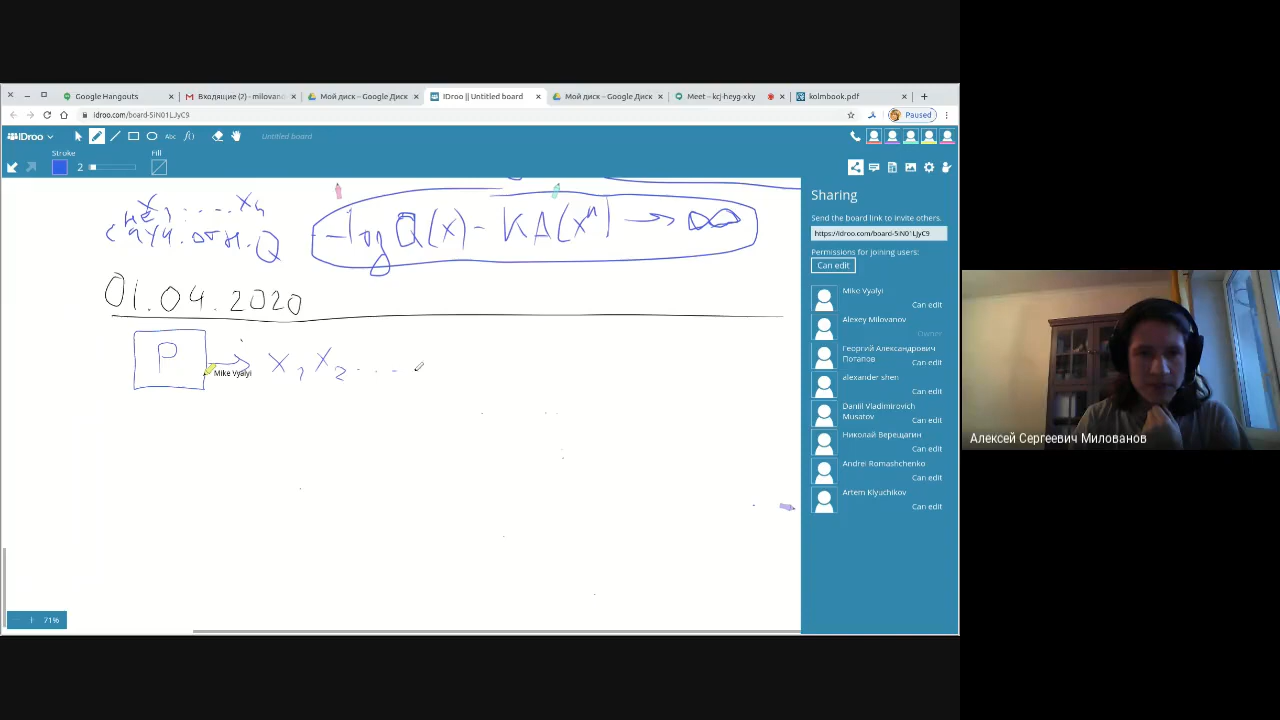 Google Hangouts
Входящие (2) - milovan
Мой диск – Google Диск
IDroo || Untitled board
Мой диск – Google Диск
Meet – kcj-heyg-xky
kolmbook.pdf
idroo.com/board-5iN01LJyC9
Paused
IDroo
Abc
f()
Untitled board
Stroke
Fill
2
Sharing
Send the board link to invite others.
https://idroo.com/board-5iN01LJyC9
Permissions for joining users:
Can edit
Mike Vyalyi
Can edit
Alexey Milovanov
Owner
Георгий Александрович Потапов
Can edit
alexander shen
Can edit
Daniil Vladimirovich Musatov
Can edit
Николай Верещагин
Can edit
Andrei Romashchenko
Can edit
Artem Klyuchikov
Can edit
X1 ..... Xn
случ. отн. Q
-log Q(x) - KA(x^n) → ∞
01.04.2020
P → X1 X2 ....
Mike Vyalyi
71%
Алексей Сергеевич Милованов